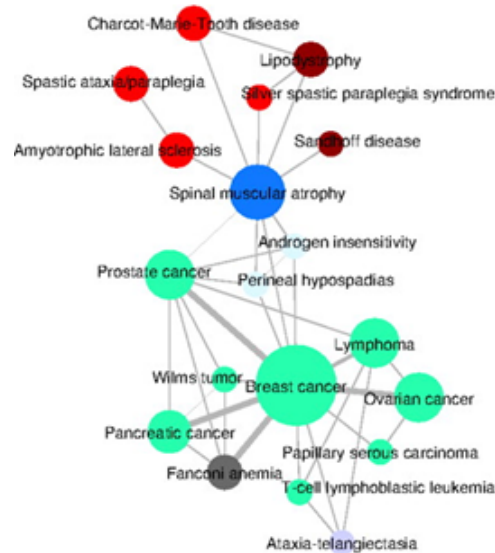 Charcot-Marie-Tooth disease
Lipodystrophy
Spastic ataxia/paraplegia
Silver spastic paraplegia syndrome
Sandhoff disease
Amyotrophic lateral sclerosis
Spinal muscular atrophy
Androgen insensitivity
Prostate cancer
Perineal hypospadias
Lymphoma
Wilms tumor
Breast cancer
Ovarian cancer
Pancreatic cancer
Papillary serous carcinoma
Fanconi anemia
T-cell lymphoblastic leukemia
Ataxia-telangiectasia